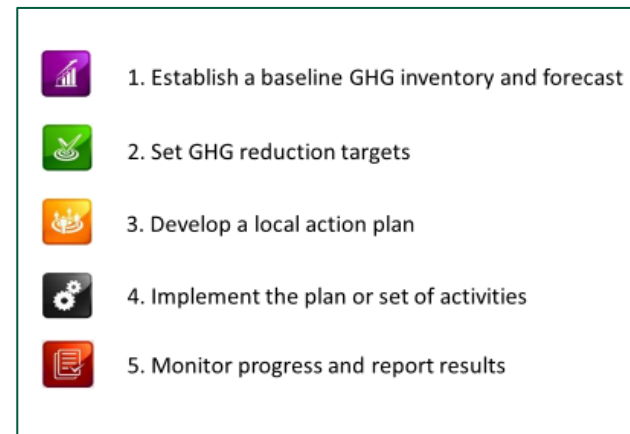 1. Establish a baseline GHG inventory and forecast
2. Set GHG reduction targets
3. Develop a local action plan
4. Implement the plan or set of activities
5. Monitor progress and report results